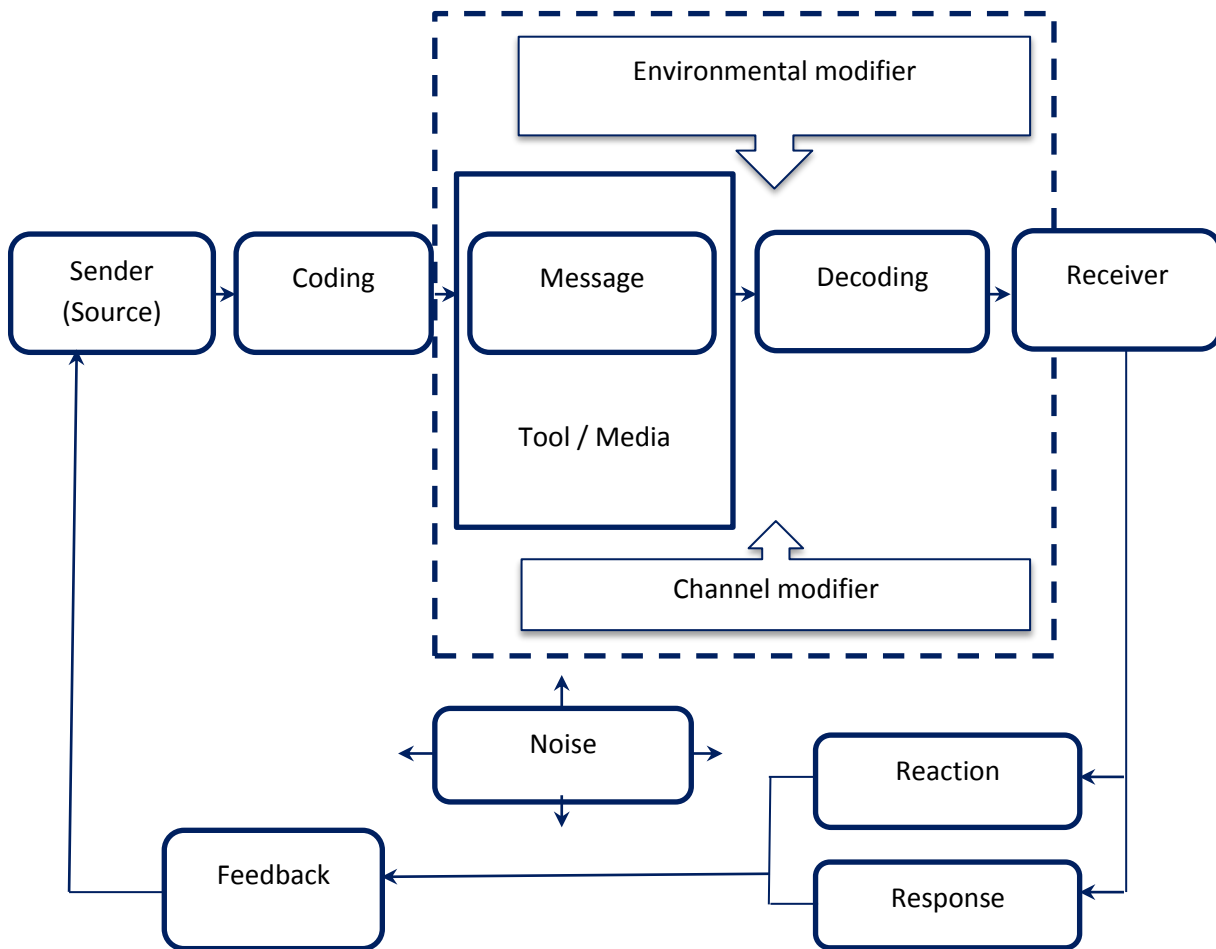 Environmental modifier
Sender
(Source)
Coding
Message
Decoding
Receiver
Tool / Media
Channel modifier
Noise
Reaction
Feedback
Response